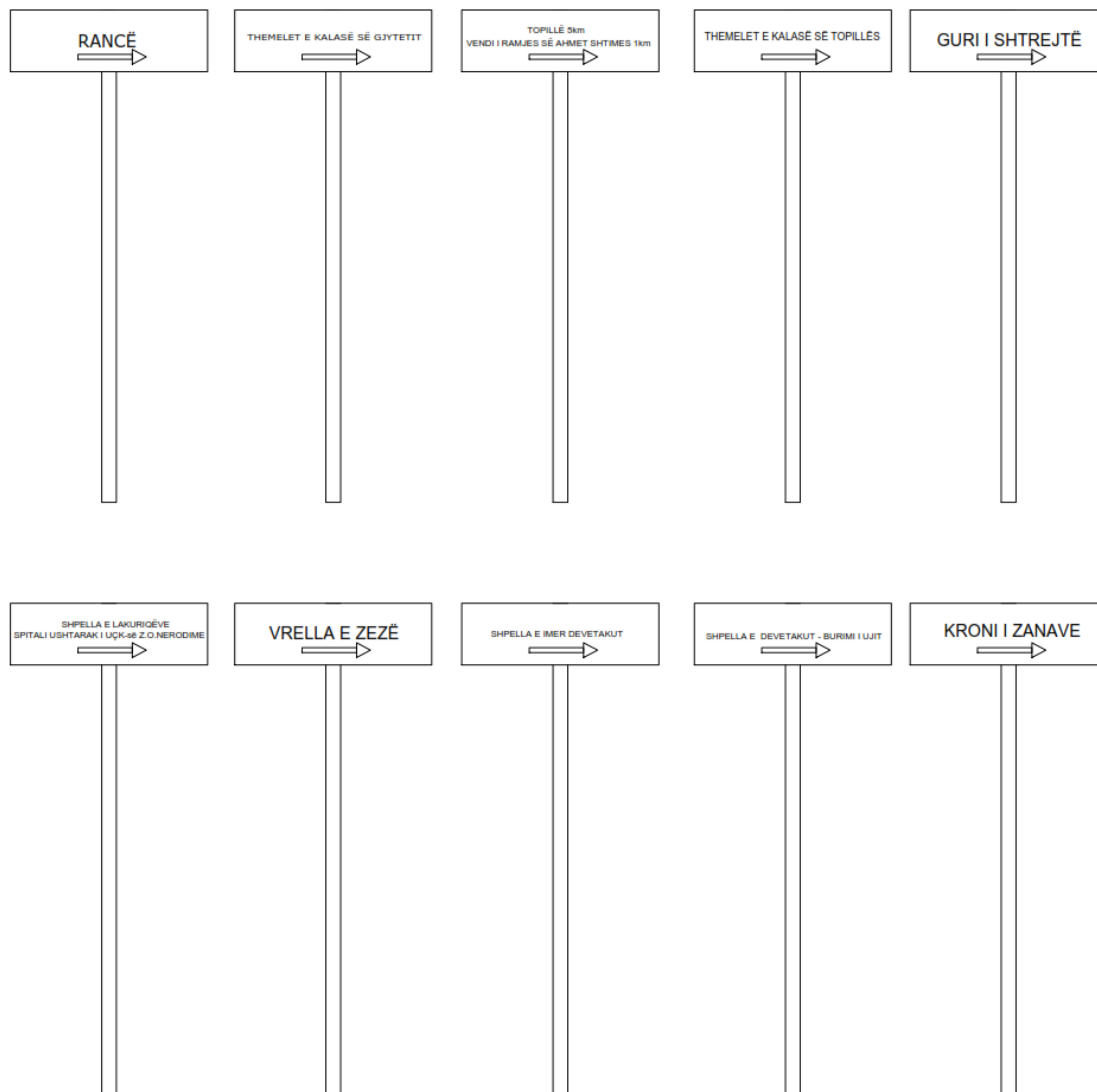 RANCË
THEMELET E KALASË SË GJYTETIT
TOPILLË 5km
VENDI I RAMJES SË AHMET SHTIMES 1km
THEMELET E KALASË SË TOPILLËS
GURI I SHTREJTË
SHPELLA E LAKURIQËVE
SPITALI USHTARAK I UÇK-së Z.O.NERODIME
VRELLA E ZEZË
SHPELLA E IMER DEVETAKUT
SHPELLA E  DEVETAKUT - BURIMI I UJIT
KRONI I ZANAVE